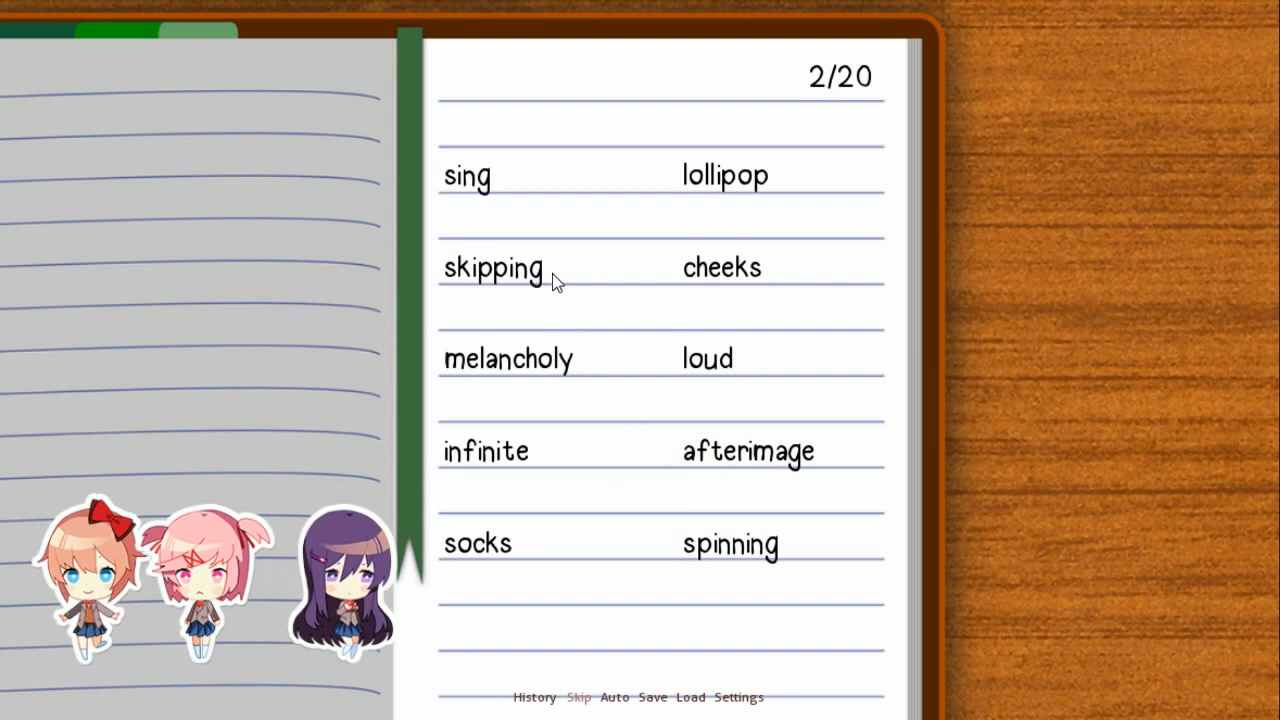 2/20
sing lollipop
skipping cheeks
melancholy loud
infinite afterimage
socks spinning
History Skip Auto Save Load Settings